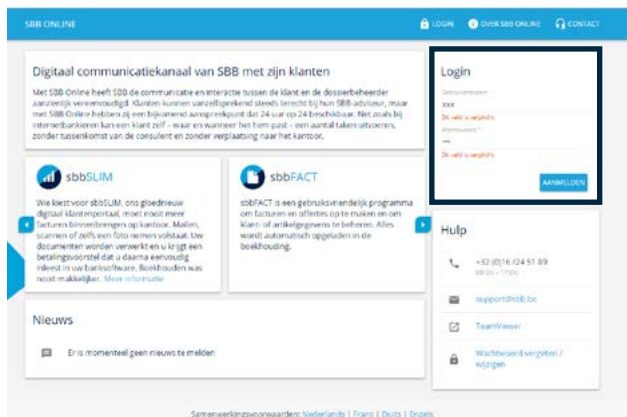 SBB ONLINE
LOGIN
OVER SBB ONLINE
CONTACT
Digitaal communicatiekanaal van SBB met zijn klanten
Met SBB Online heeft SBB de communicatie en interactie tussen de klant en de dossierbeheerder
aanzienlijk vereenvoudigd. Klanten kunnen vanzelfsprekend steeds terecht bij hun SBB-adviseur, maar
met SBB Online hebben zij een bijkomend aanspreekpunt dat 24 uur op 24 beschikbaar. Net zoals bij
internetbankieren kan een klant zelf - waar en wanneer het hem past - een aantal taken uitvoeren,
zonder tussenkomst van de consulent en zonder verplaatsing naar het kantoor.
Login
Gebruikersnaam
xxx
Dit veld is verplicht
Wachtwoord *
•••
Dit veld is verplicht
AANMELDEN
sbbSLIM
Wie kiest voor sbbSLIM, ons gloednieuw
digitaal klantenportaal, moet nooit meer
facturen binnenbrengen op kantoor. Mailen,
scannen of zelfs een foto nemen volstaat. Uw
documenten worden verwerkt en u krijgt een
betalingsvoorstel dat u daarna eenvoudig
inleest in uw banksoftware. Boekhouden was
nooit makkelijker. Meer informatie
sbbFACT
sbbFACT is een gebruiksvriendelijk programma
om facturen en offertes op te maken en om
klant- of artikelgegevens te beheren. Alles
wordt automatisch opgeladen in de
boekhouding.
Hulp
+32 (0)16 /24 51 89
08:00 - 17:00
support@sbb.be
TeamViewer
Wachtwoord vergeten /
wijzigen
Nieuws
Er is momenteel geen nieuws te melden
Samenwerkingsvoorwaarden: Nederlands | Frans | Duits | Engels